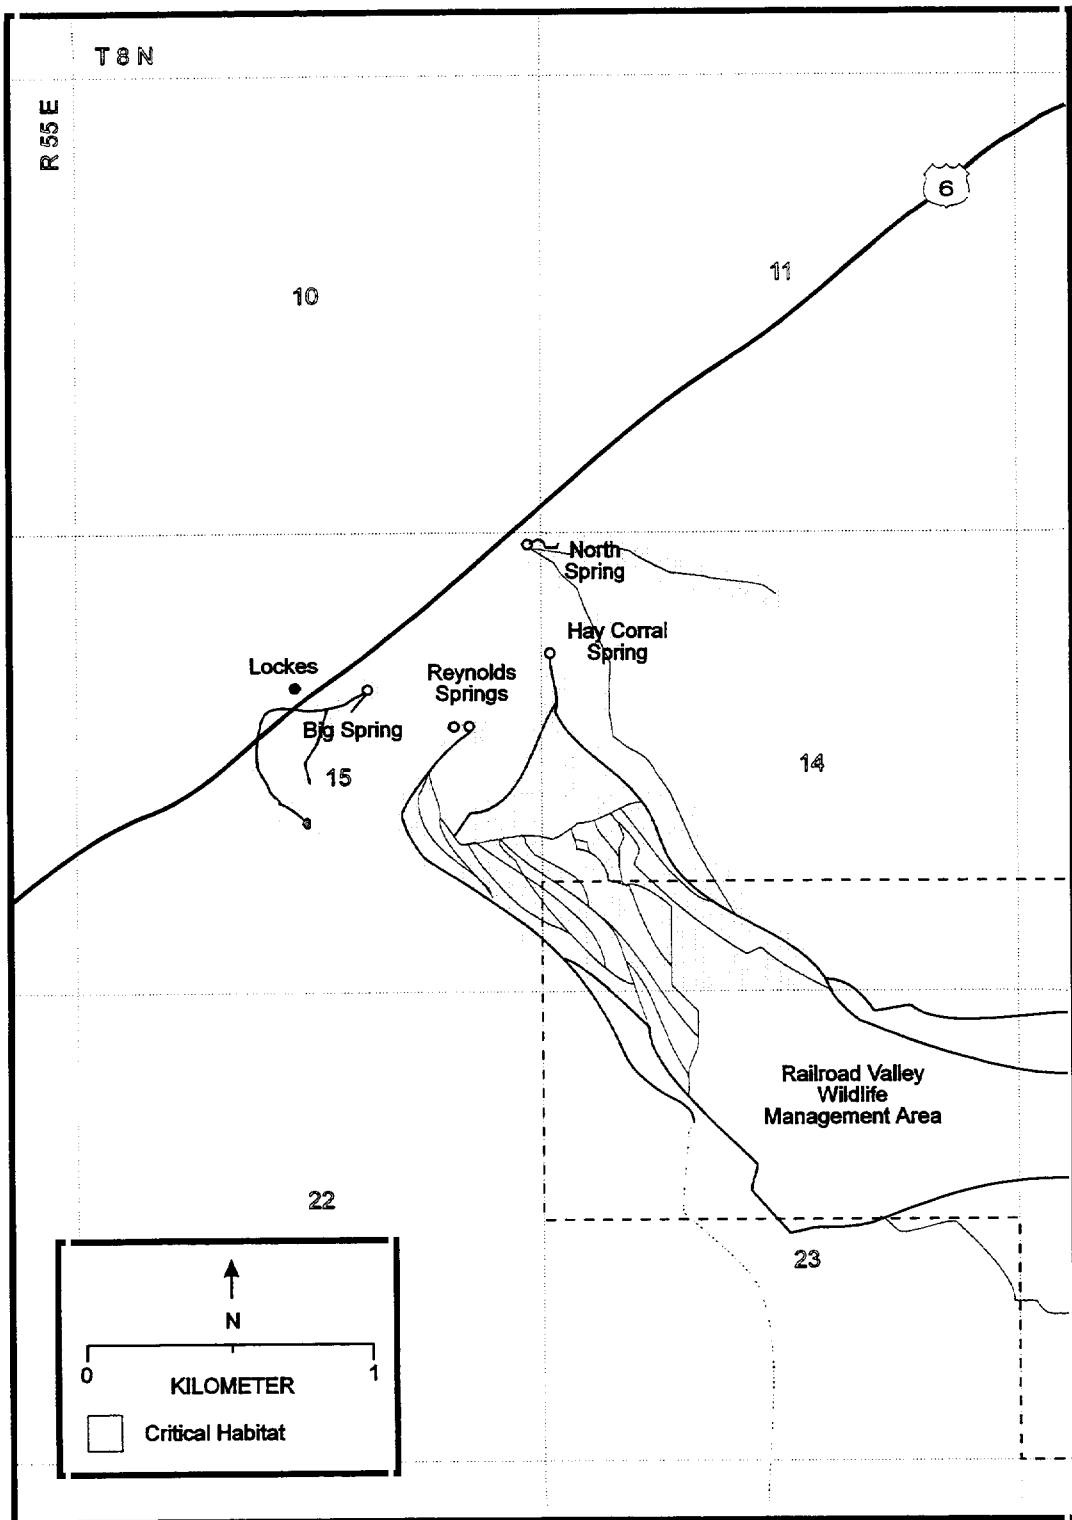 T 8 N
R 55 E
6
11
10
North
Spring
Hay Corral
Spring
Lockes
Reynolds
Springs
Big Spring
15
14
Railroad Valley
Wildlife
Management Area
22
23
N
0
1
KILOMETER
Critical Habitat